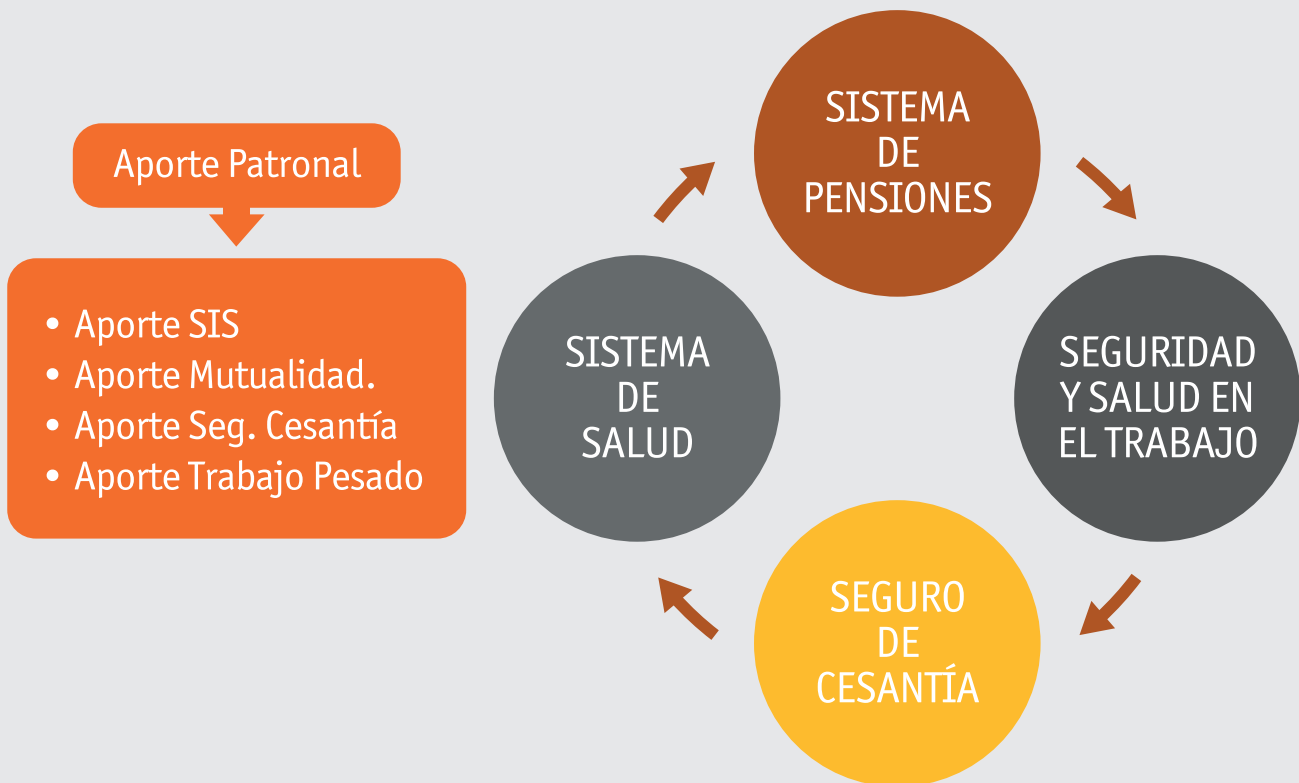 Aporte Patronal
• Aporte SIS
• Aporte Mutualidad.
• Aporte Seg. Cesantía
• Aporte Trabajo Pesado
SISTEMA
DE
PENSIONES
SEGURIDAD
Y SALUD EN
EL TRABAJO
SEGURO
DE
CESANTÍA
SISTEMA
DE
SALUD